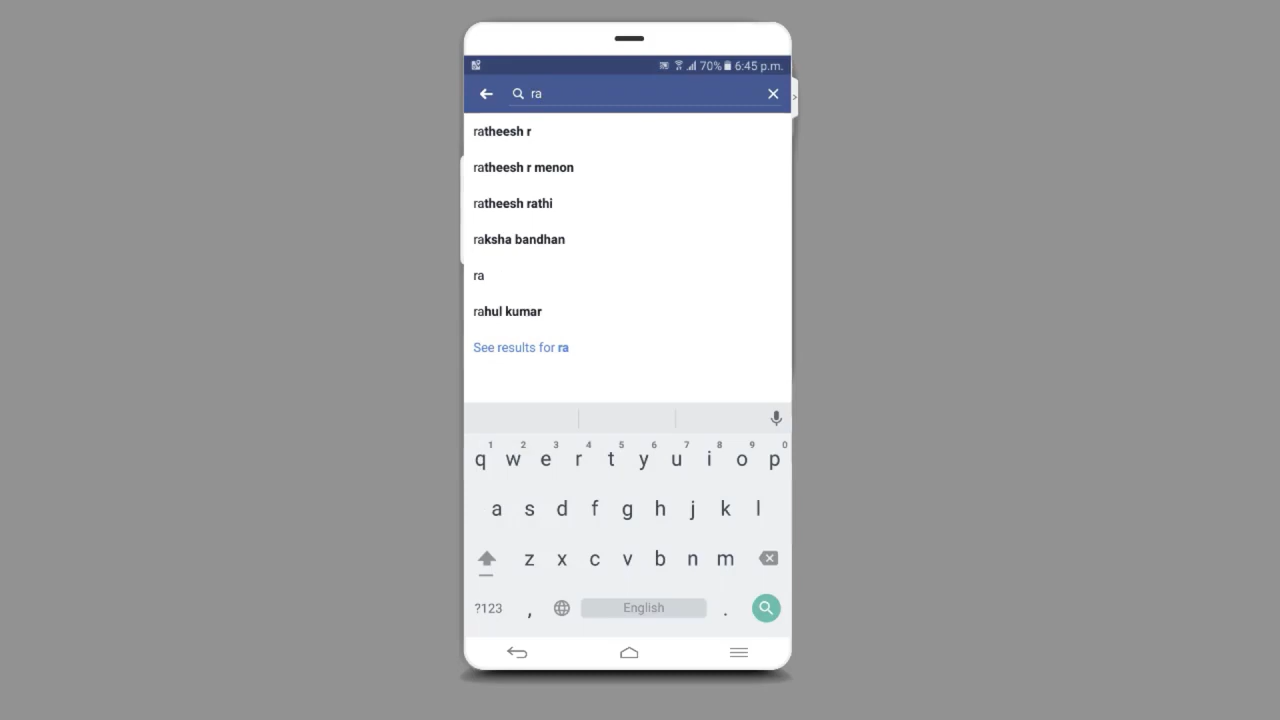 70% 6:45 p.m.
ra
ratheesh r
ratheesh r menon
ratheesh rathi
raksha bandhan
ra
rahul kumar
See results for ra
1 2 3 4 5 6 7 8 9 0
q w e r t y u i o p
a s d f g h j k l
z x c v b n m
?123 , English .